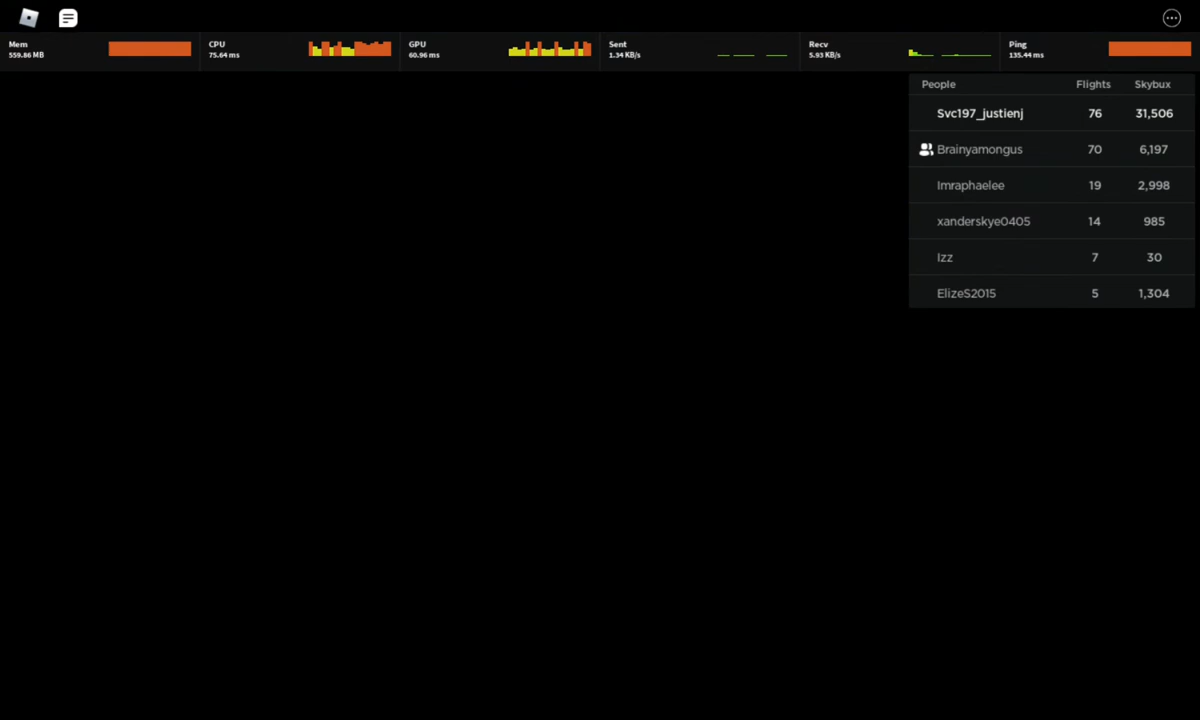 Mem CPU GPU Sent Recv Ping
559.86 MB 75.64 ms 60.96 ms 1.34 KB/s 5.93 KB/s 135.44 ms
People Flights Skybux
Svc197_justienj 76 31,506
Brainyamongus 70 6,197
Imraphaelee 19 2,998
xanderskye0405 14 985
Izz 7 30
ElizeS2015 5 1,304